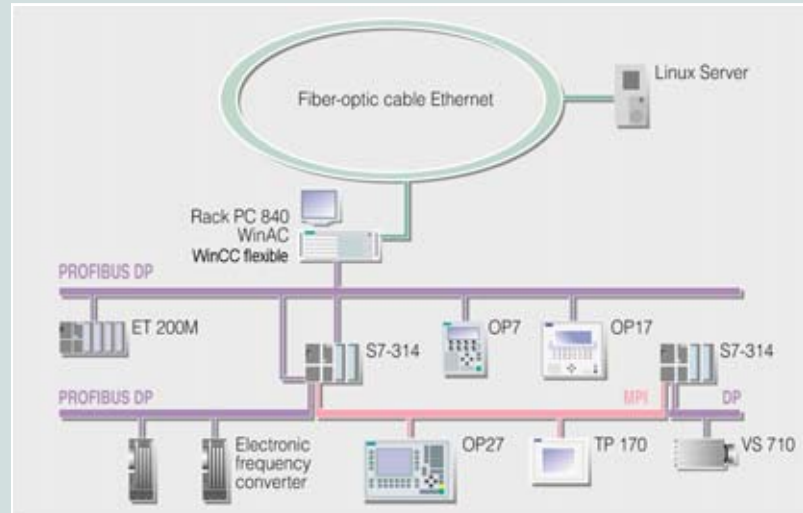 Fiber-optic cable Ethernet
Linux Server
Rack PC 840
WinAC
WinCC flexible
PROFIBUS DP
ET 200M
S7-314
OP7
OP17
S7-314
PROFIBUS DP
MPI
DP
Electronic
frequency
converter
OP27
TP 170
VS 710